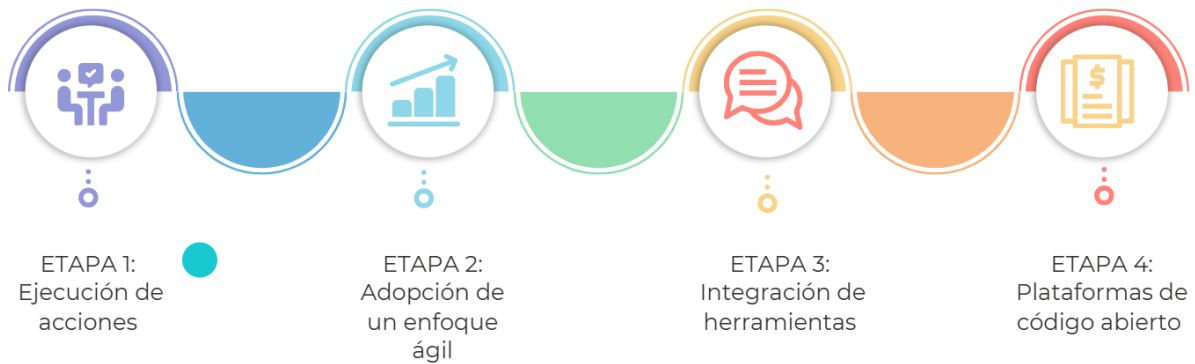 $
ETAPA 1:
Ejecución de
acciones
ETAPA 2:
Adopción de
un enfoque
ágil
ETAPA 3:
Integración de
herramientas
ETAPA 4:
Plataformas de
código abierto